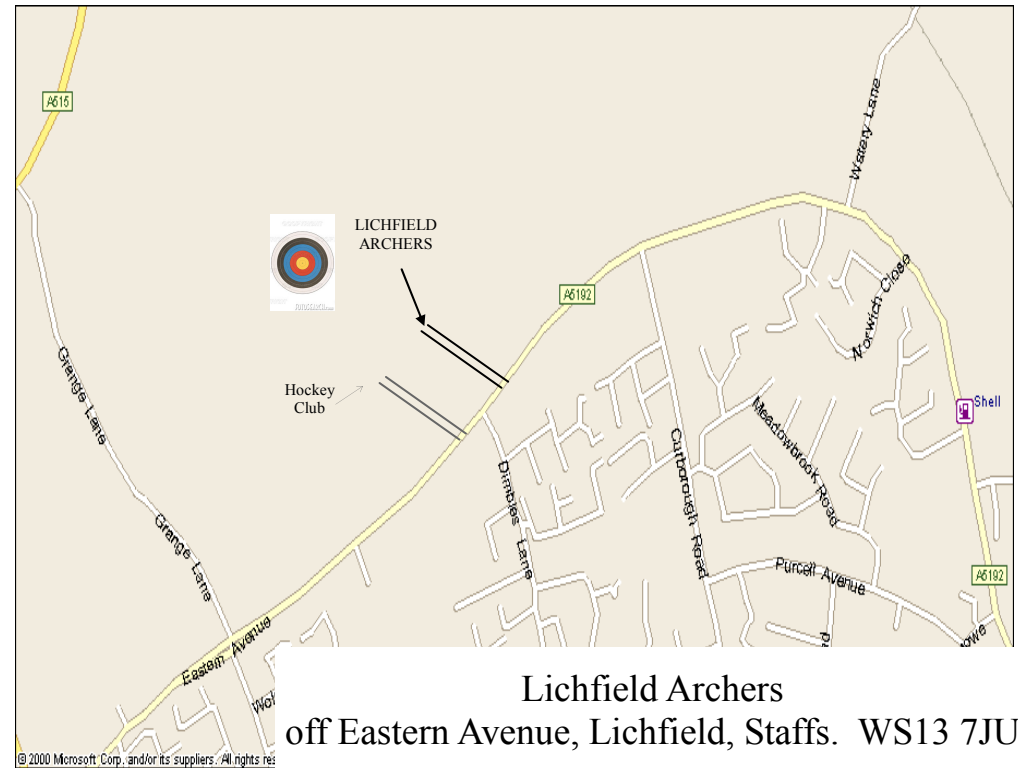 A515
Watery Lane
LICHFIELD
ARCHERS
Norwich Close
A5192
Grange Lane
Hockey
Club
Shell
Meadowbrook Road
Curborough Road
Dimbles Lane
Grange Lane
Purcell Avenue
A5192
Eastern Avenue
Lichfield Archers
off Eastern Avenue, Lichfield, Staffs. WS13 7JU
© 2000 Microsoft Corp. and/or its suppliers. All rights res